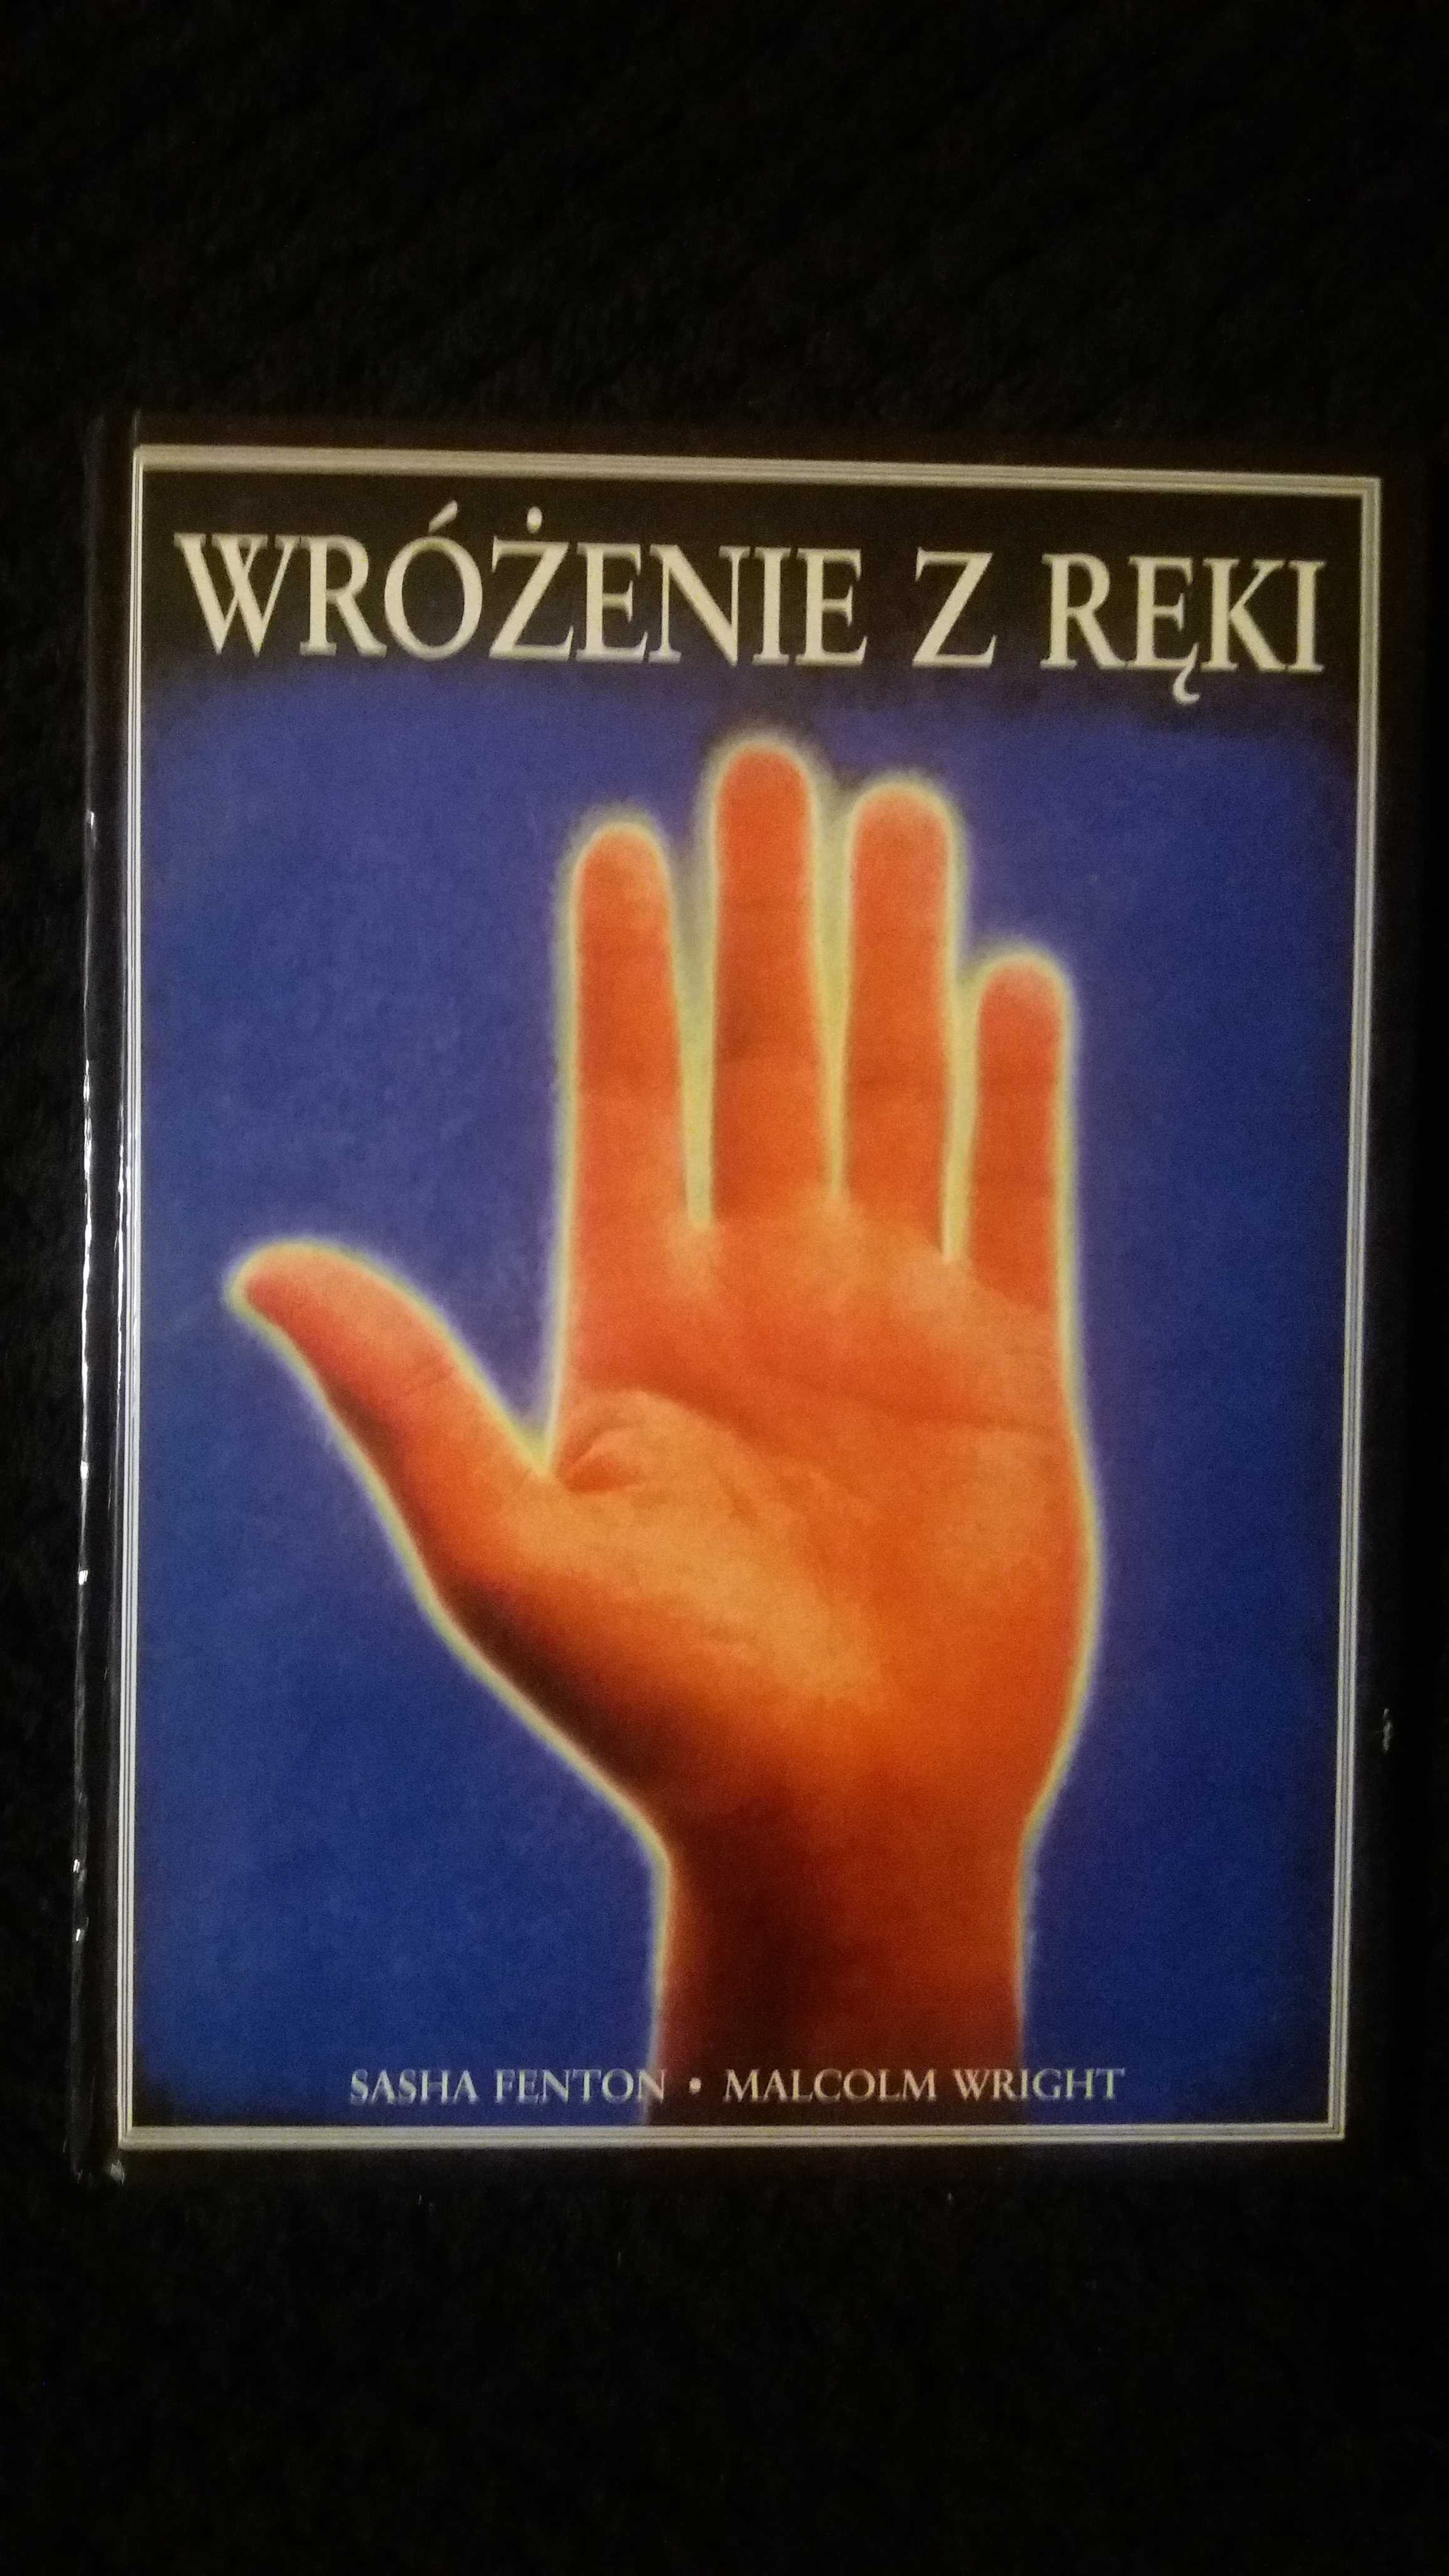 WRÓŻENIE Z RĘKI
SASHA FENTON • MALCOLM WRIGHT